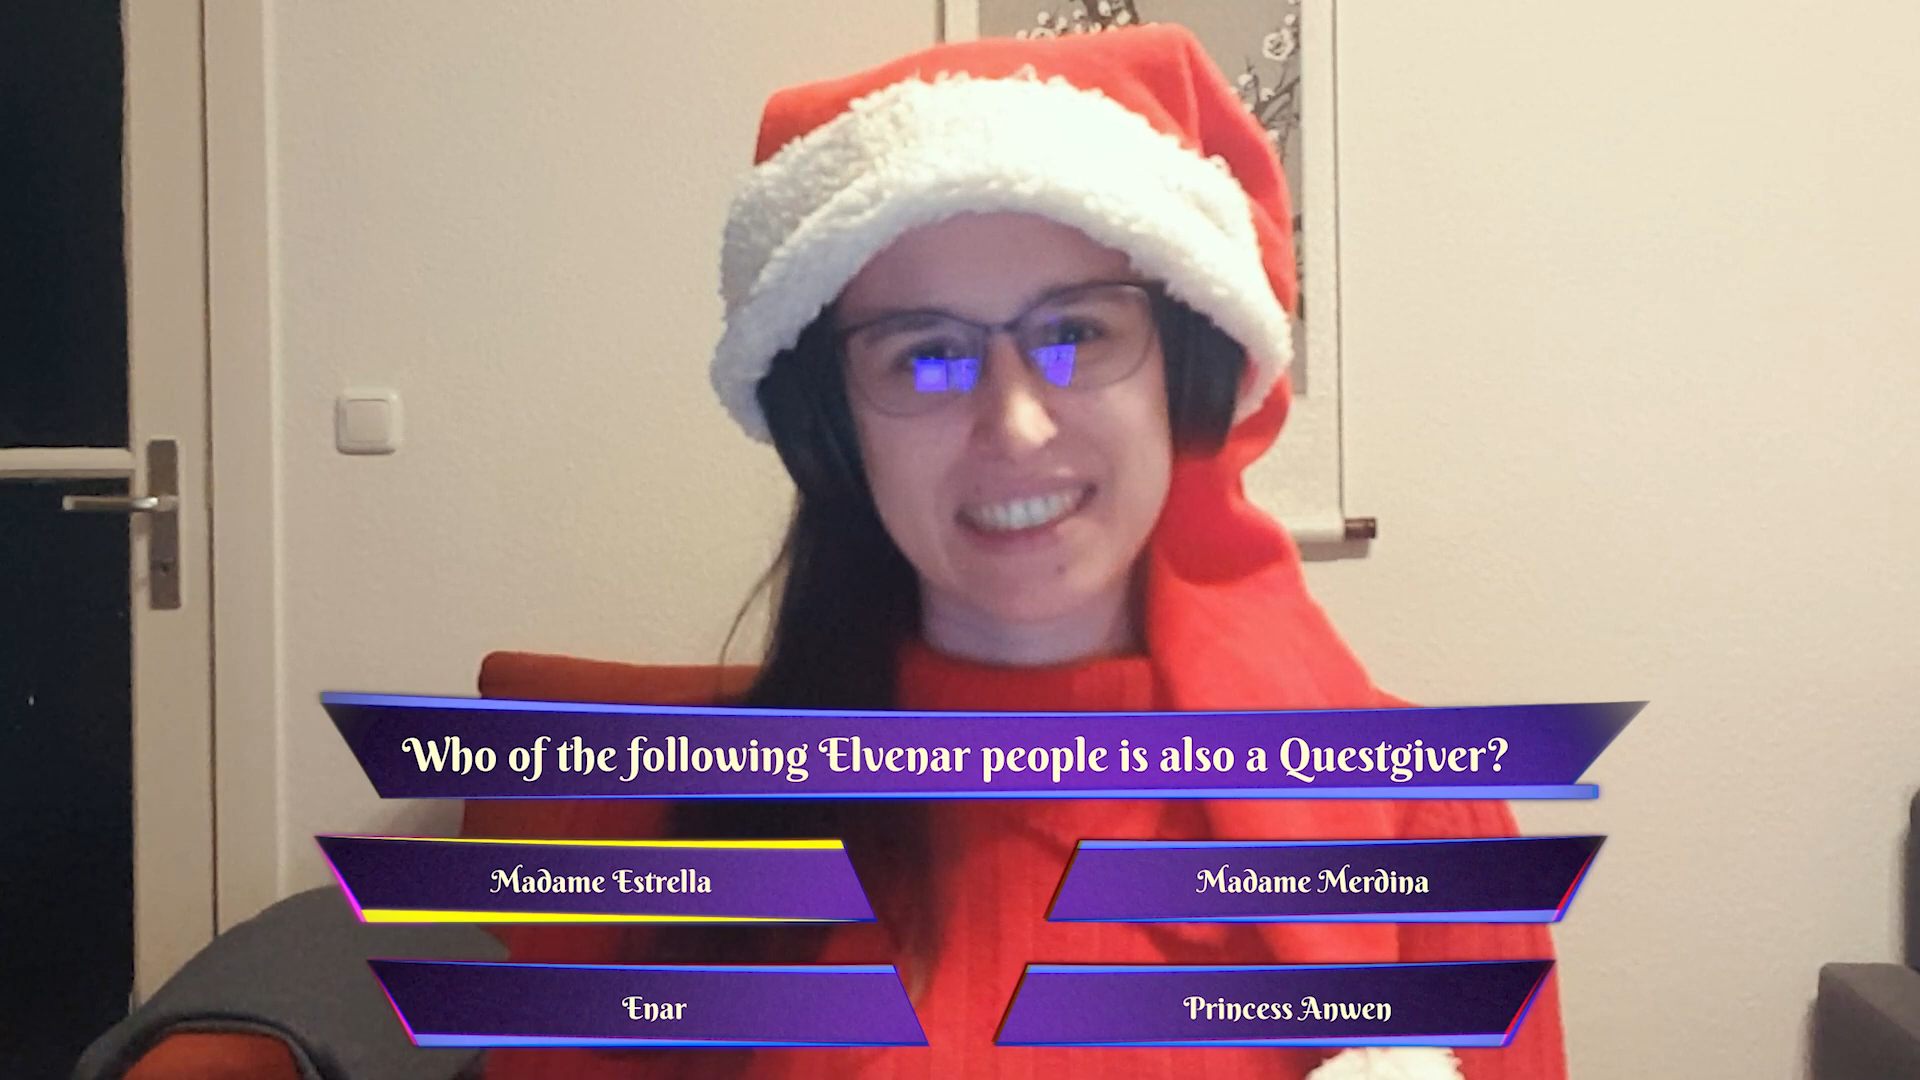 Who of the following Elvenar people is also a Questgiver?
Madame Estrella
Madame Merdina
Enar
Princess Anwen